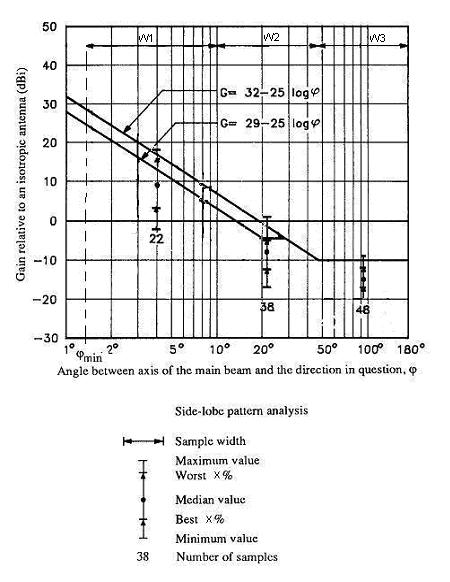 50
40
30
20
10
0
−10
−20
−30
Gain relative to an isotropic antenna (dBi)
W1 W2 W3
G= 32−25 log φ
G= 29−25 log φ
22
38
48
1° φmin 2° 5° 10° 20° 50° 100° 180°
Angle between axis of the main beam and the direction in question, φ
Side-lobe pattern analysis
Sample width
Maximum value
Worst ×%
Median value
Best ×%
Minimum value
38 Number of samples